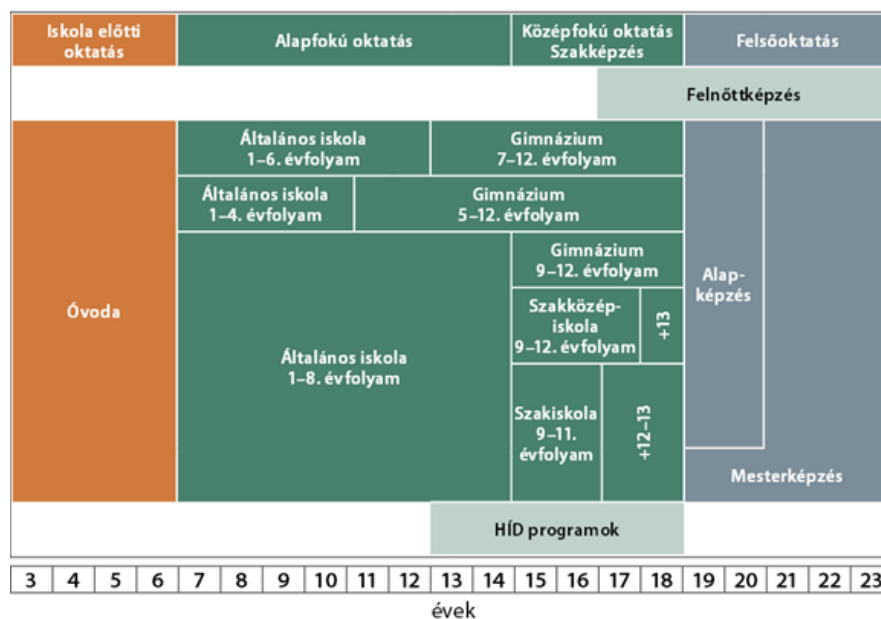 Iskola előtti
oktatás
Alapfokú oktatás
Középfokú oktatás
Szakképzés
Felsőoktatás
Felnőttképzés
Óvoda
Általános iskola
1–6. évfolyam
Gimnázium
7–12. évfolyam
Általános iskola
1–4. évfolyam
Gimnázium
5–12. évfolyam
Általános iskola
1–8. évfolyam
Gimnázium
9–12. évfolyam
Szakközép-
iskola
9–12. évfolyam
+13
Szakiskola
9–11.
évfolyam
+12–13
Alap-
képzés
Mesterképzés
HÍD programok
3 4 5 6 7 8 9 10 11 12 13 14 15 16 17 18 19 20 21 22 23
évek